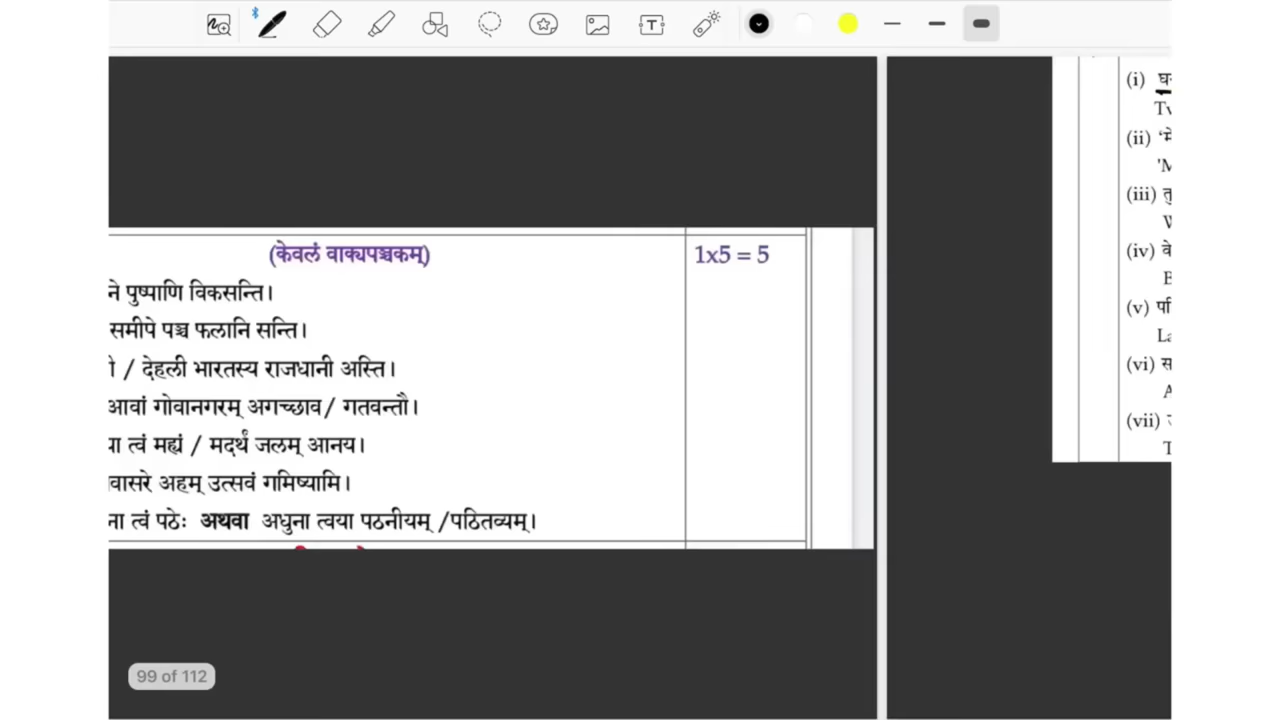 (केवलं वाक्यपञ्चकम्)
1x5 = 5
पुष्पाणि विकसन्ति।
समीपे पञ्च फलानि सन्ति।
/ देहली भारतस्य राजधानी अस्ति।
आवां गोवानगरम् अगच्छाव/ गतवन्तौ।
त्वं मह्यं / मदर्थं जलम् आनय।
वासरे अहम् उत्सवं गमिष्यामि।
त्वं पठेः अथवा अधुना त्वया पठनीयम् /पठितव्यम्।
99 of 112
(i)
(ii)
(iii)
(iv)
(v)
(vi)
(vii)
T